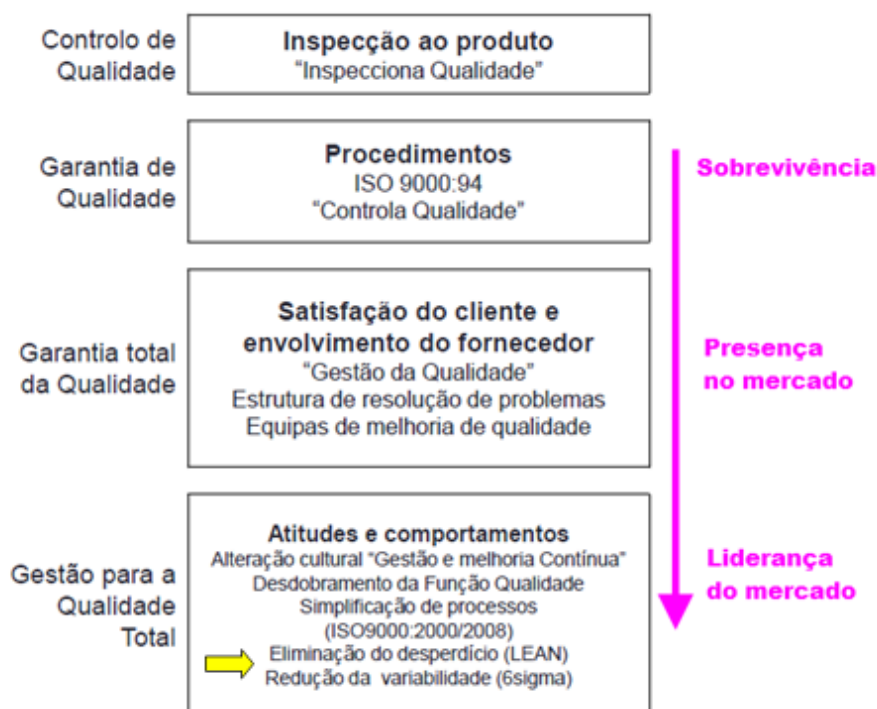 Controlo de
Qualidade
Inspecção ao produto
“Inspecciona Qualidade”
Garantia de
Qualidade
Procedimentos
ISO 9000:94
“Controla Qualidade”
Sobrevivência
Garantia total
da Qualidade
Satisfação do cliente e
envolvimento do fornecedor
“Gestão da Qualidade”
Estrutura de resolução de problemas
Equipas de melhoria de qualidade
Presença
no mercado
Gestão para a
Qualidade
Total
Atitudes e comportamentos
Alteração cultural “Gestão e melhoria Contínua”
Desdobramento da Função Qualidade
Simplificação de processos
(ISO9000:2000/2008)
Eliminação do desperdício (LEAN)
Redução da variabilidade (6sigma)
Liderança
do mercado